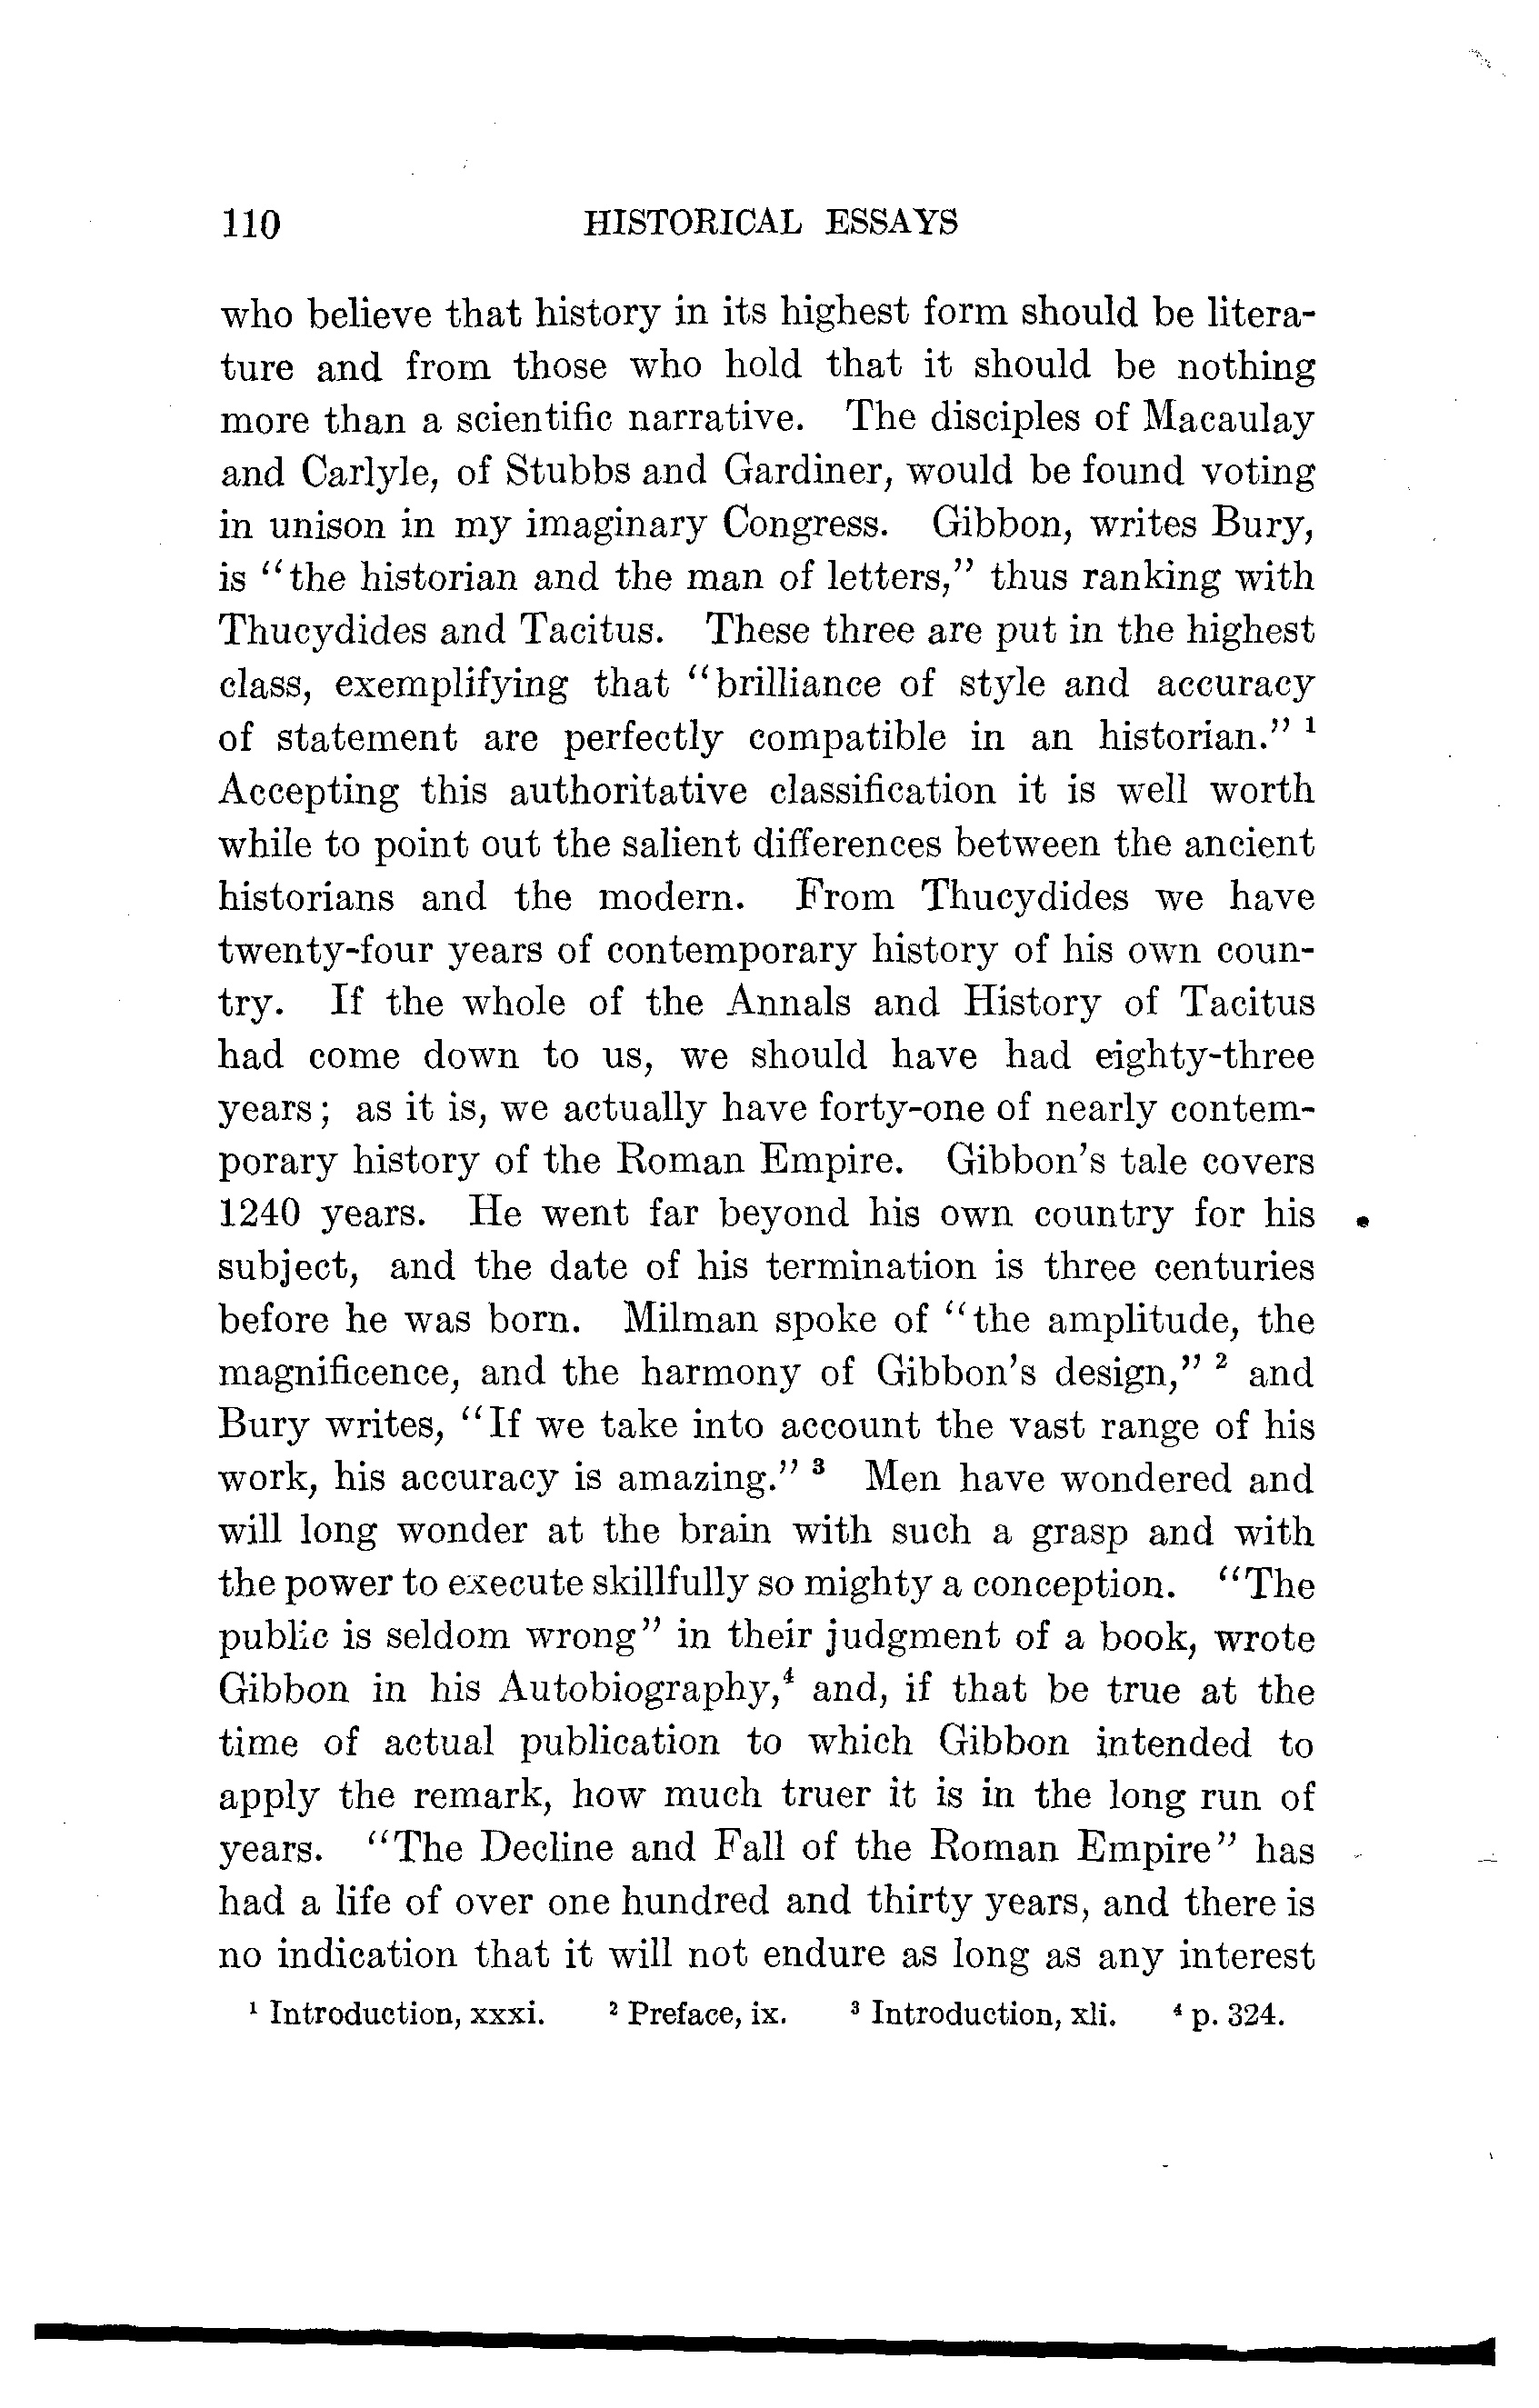 110 HISTORICAL ESSAYS
who believe that history in its highest form should be litera-
ture and from those who hold that it should be nothing
more than a scientific narrative. The disciples of Macaulay
and Carlyle, of Stubbs and Gardiner, would be found voting
in unison in my imaginary Congress. Gibbon, writes Bury,
is "the historian and the man of letters," thus ranking with
Thucydides and Tacitus. These three are put in the highest
class, exemplifying that "brilliance of style and accuracy
of statement are perfectly compatible in an historian." ¹
Accepting this authoritative classification it is well worth
while to point out the salient differences between the ancient
historians and the modern. From Thucydides we have
twenty-four years of contemporary history of his own coun-
try. If the whole of the Annals and History of Tacitus
had come down to us, we should have had eighty-three
years; as it is, we actually have forty-one of nearly contem-
porary history of the Roman Empire. Gibbon's tale covers
1240 years. He went far beyond his own country for his
subject, and the date of his termination is three centuries
before he was born. Milman spoke of "the amplitude, the
magnificence, and the harmony of Gibbon's design," ² and
Bury writes, "If we take into account the vast range of his
work, his accuracy is amazing." ³ Men have wondered and
will long wonder at the brain with such a grasp and with
the power to execute skillfully so mighty a conception. "The
public is seldom wrong" in their judgment of a book, wrote
Gibbon in his Autobiography,⁴ and, if that be true at the
time of actual publication to which Gibbon intended to
apply the remark, how much truer it is in the long run of
years. "The Decline and Fall of the Roman Empire" has
had a life of over one hundred and thirty years, and there is
no indication that it will not endure as long as any interest
¹ Introduction, xxxi. ² Preface, ix. ³ Introduction, xli. ⁴ p. 324.